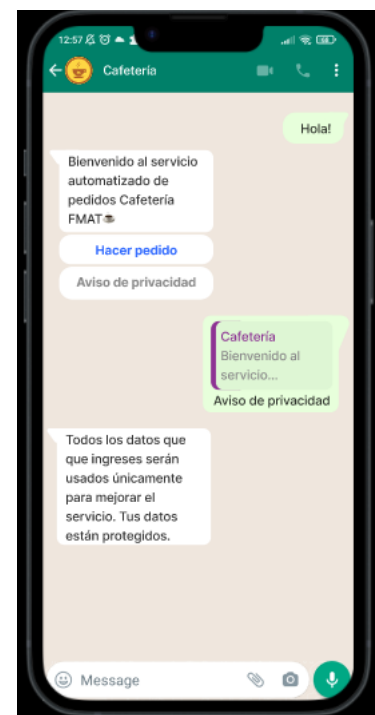 12:57
Cafetería
Hola!
Bienvenido al servicio
automatizado de
pedidos Cafetería
FMAT☕
Hacer pedido
Aviso de privacidad
Cafetería
Bienvenido al
servicio...
Aviso de privacidad
Todos los datos que
que ingreses serán
usados únicamente
para mejorar el
servicio. Tus datos
están protegidos.
Message